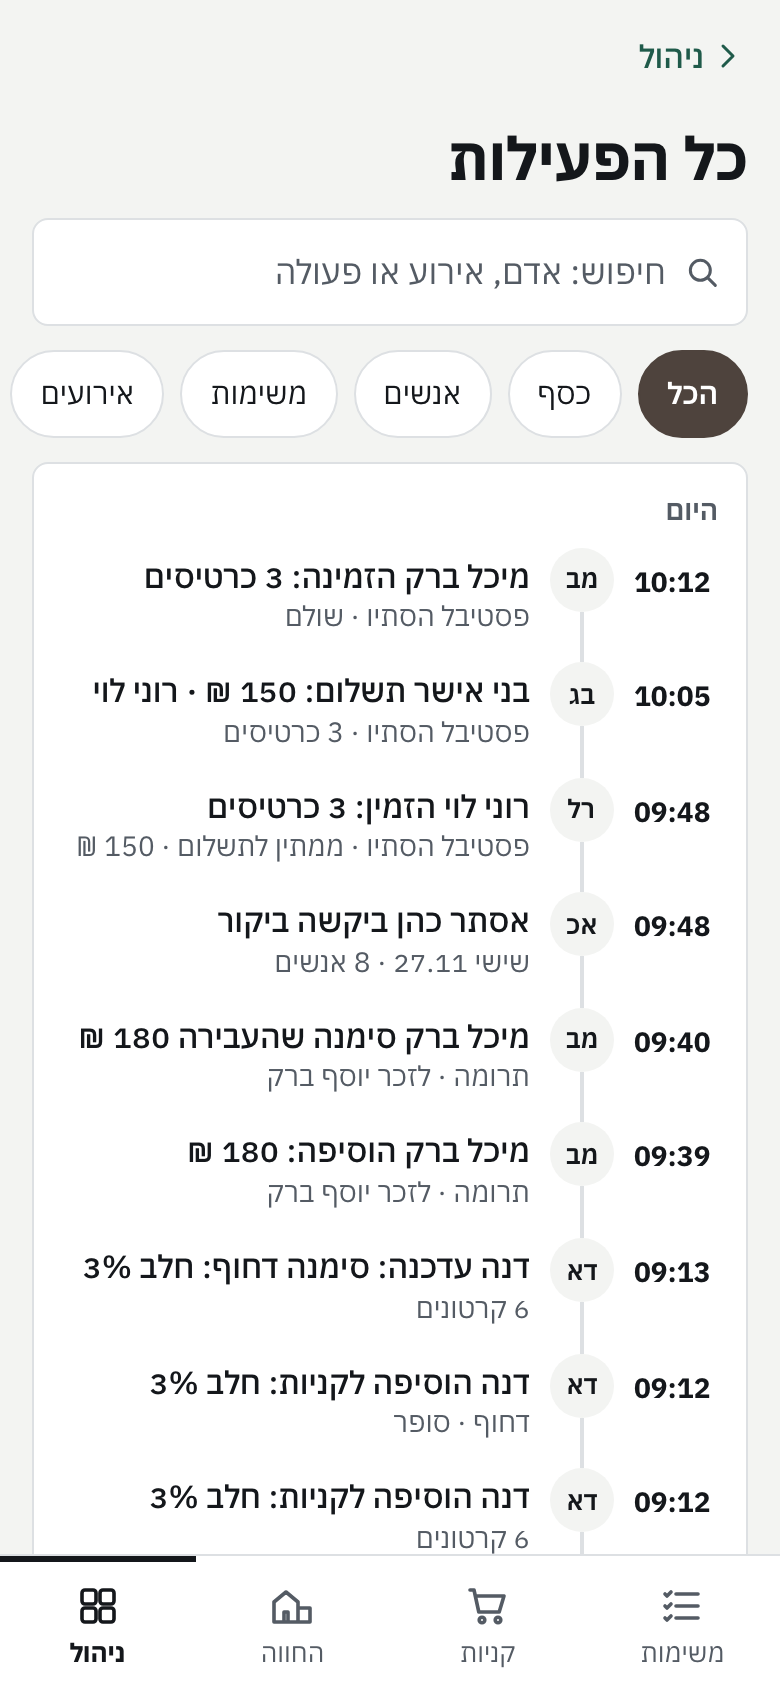 ניהול
כל הפעילות
חיפוש: אדם, אירוע או פעולה
הכל
כסף
אנשים
משימות
אירועים
היום
10:12 מב מיכל ברק הזמינה: 3 כרטיסים
פסטיבל הסתיו · שולם
10:05 בג בני אישר תשלום: 150 ₪ · רוני לוי
פסטיבל הסתיו · 3 כרטיסים
09:48 רל רוני לוי הזמין: 3 כרטיסים
פסטיבל הסתיו · ממתין לתשלום · 150 ₪
09:48 אכ אסתר כהן ביקשה ביקור
שישי 27.11 · 8 אנשים
09:40 מב מיכל ברק סימנה שהעבירה 180 ₪
תרומה · לזכר יוסף ברק
09:39 מב מיכל ברק הוסיפה: 180 ₪
תרומה · לזכר יוסף ברק
09:13 דא דנה עדכנה: סימנה דחוף: חלב 3%
6 קרטונים
09:12 דא דנה הוסיפה לקניות: חלב 3%
דחוף · סופר
09:12 דא דנה הוסיפה לקניות: חלב 3%
6 קרטונים
משימות
קניות
החווה
ניהול